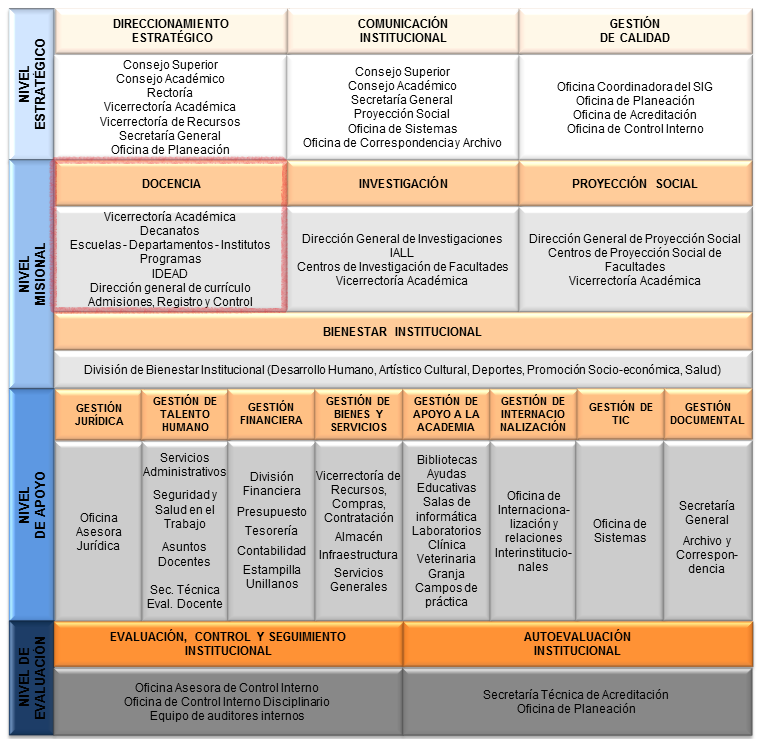 NIVEL
ESTRATÉGICO
DIRECCIONAMIENTO
ESTRATÉGICO
Consejo Superior
Consejo Académico
Rectoría
Vicerrectoría Académica
Vicerrectoría de Recursos
Secretaría General
Oficina de Planeación
COMUNICACIÓN
INSTITUCIONAL
Consejo Superior
Consejo Académico
Secretaría General
Proyección Social
Oficina de Sistemas
Oficina de Correspondencia y Archivo
GESTIÓN
DE CALIDAD
Oficina Coordinadora del SIG
Oficina de Planeación
Oficina de Acreditación
Oficina de Control Interno
NIVEL
MISIONAL
DOCENCIA
Vicerrectoría Académica
Decanatos
Escuelas - Departamentos - Institutos
Programas
IDEAD
Dirección general de currículo
Admisiones, Registro y Control
INVESTIGACIÓN
Dirección General de Investigaciones
IALL
Centros de Investigación de Facultades
Vicerrectoría Académica
PROYECCIÓN SOCIAL
Dirección General de Proyección Social
Centros de Proyección Social de
Facultades
Vicerrectoría Académica
BIENESTAR INSTITUCIONAL
División de Bienestar Institucional (Desarrollo Humano, Artístico Cultural, Deportes, Promoción Socio-económica, Salud)
NIVEL
DE APOYO
GESTIÓN
JURÍDICA
Oficina
Asesora
Jurídica
GESTIÓN DE
TALENTO
HUMANO
Servicios
Administrativos
Seguridad y
Salud en el
Trabajo
Asuntos
Docentes
Sec. Técnica
Eval. Docente
GESTIÓN
FINANCIERA
División
Financiera
Presupuesto
Tesorería
Contabilidad
Estampilla
Unillanos
GESTIÓN DE
BIENES Y
SERVICIOS
Vicerrectoría de
Recursos,
Compras,
Contratación
Almacén
Infraestructura
Servicios
Generales
GESTIÓN DE
APOYO A LA
ACADEMIA
Bibliotecas
Ayudas
Educativas
Salas de
informática
Laboratorios
Clínica
Veterinaria
Granja
Campos de
práctica
GESTIÓN DE
INTERNACIO
NALIZACIÓN
Oficina de
Internaciona-
lización y
relaciones
Interinstitucio-
nales
GESTIÓN DE
TIC
Oficina de
Sistemas
GESTIÓN
DOCUMENTAL
Secretaría
General
Archivo y
Correspon-
dencia
NIVEL DE
EVALUACIÓN
EVALUACIÓN, CONTROL Y SEGUIMIENTO
INSTITUCIONAL
Oficina Asesora de Control Interno
Oficina de Control Interno Disciplinario
Equipo de auditores internos
AUTOEVALUACIÓN
INSTITUCIONAL
Secretaría Técnica de Acreditación
Oficina de Planeación